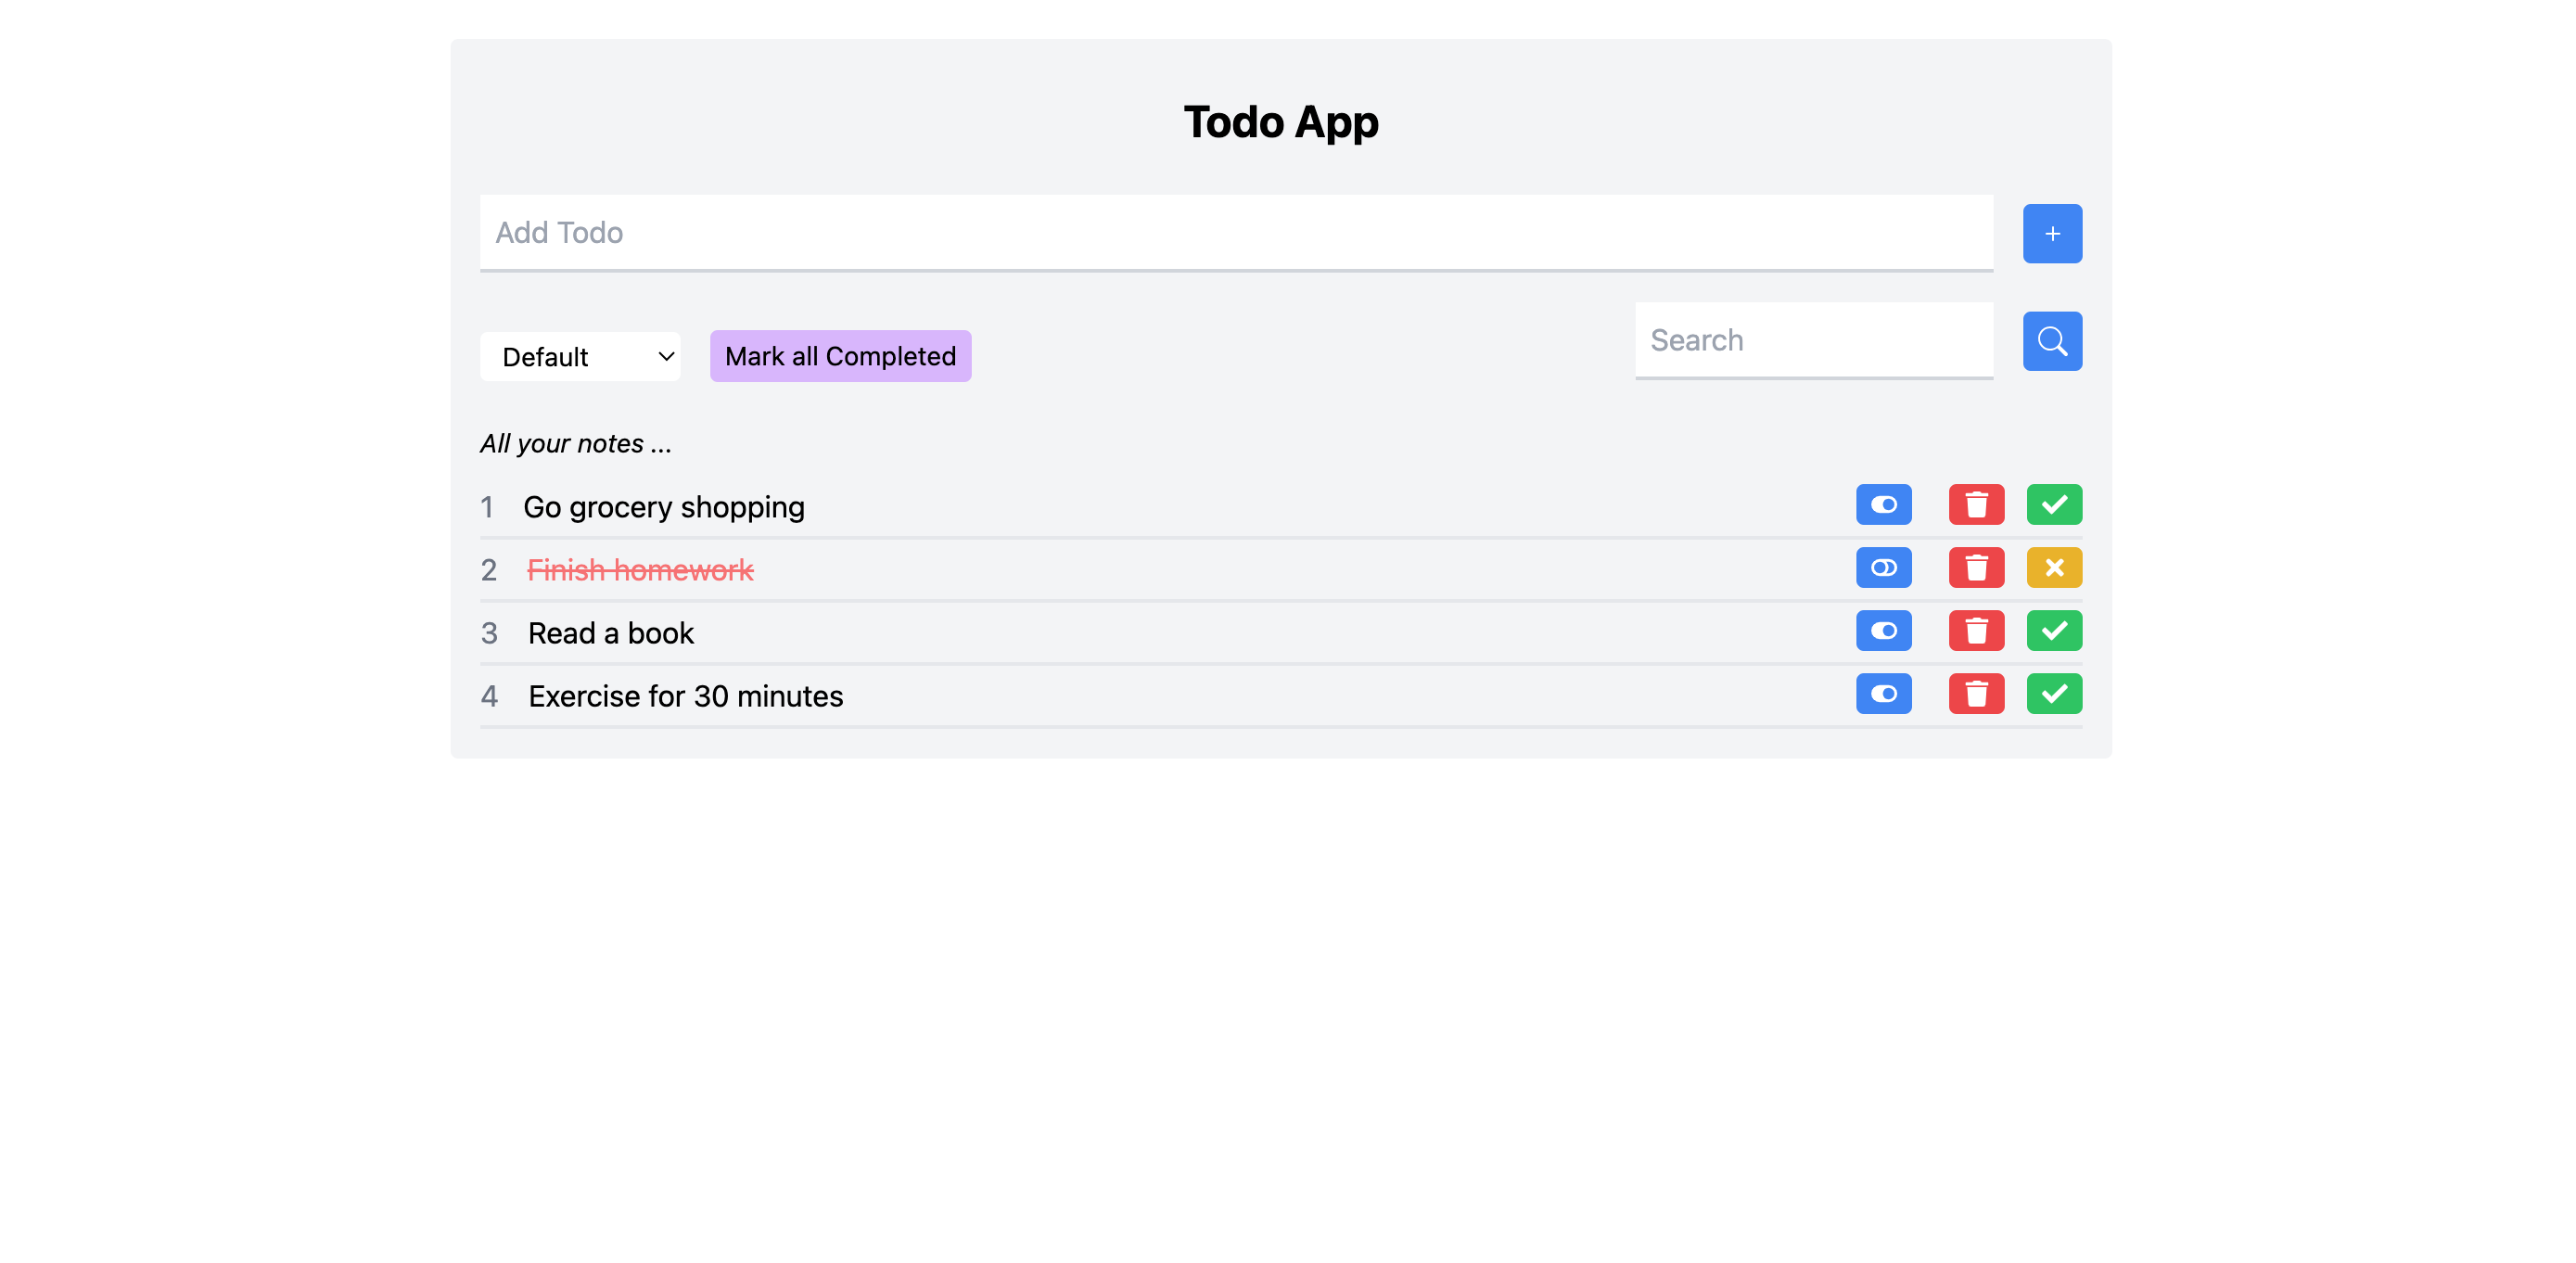 Todo App
Add Todo
+
Default
Mark all Completed
Search
All your notes ...
1 Go grocery shopping
2 Finish homework
3 Read a book
4 Exercise for 30 minutes